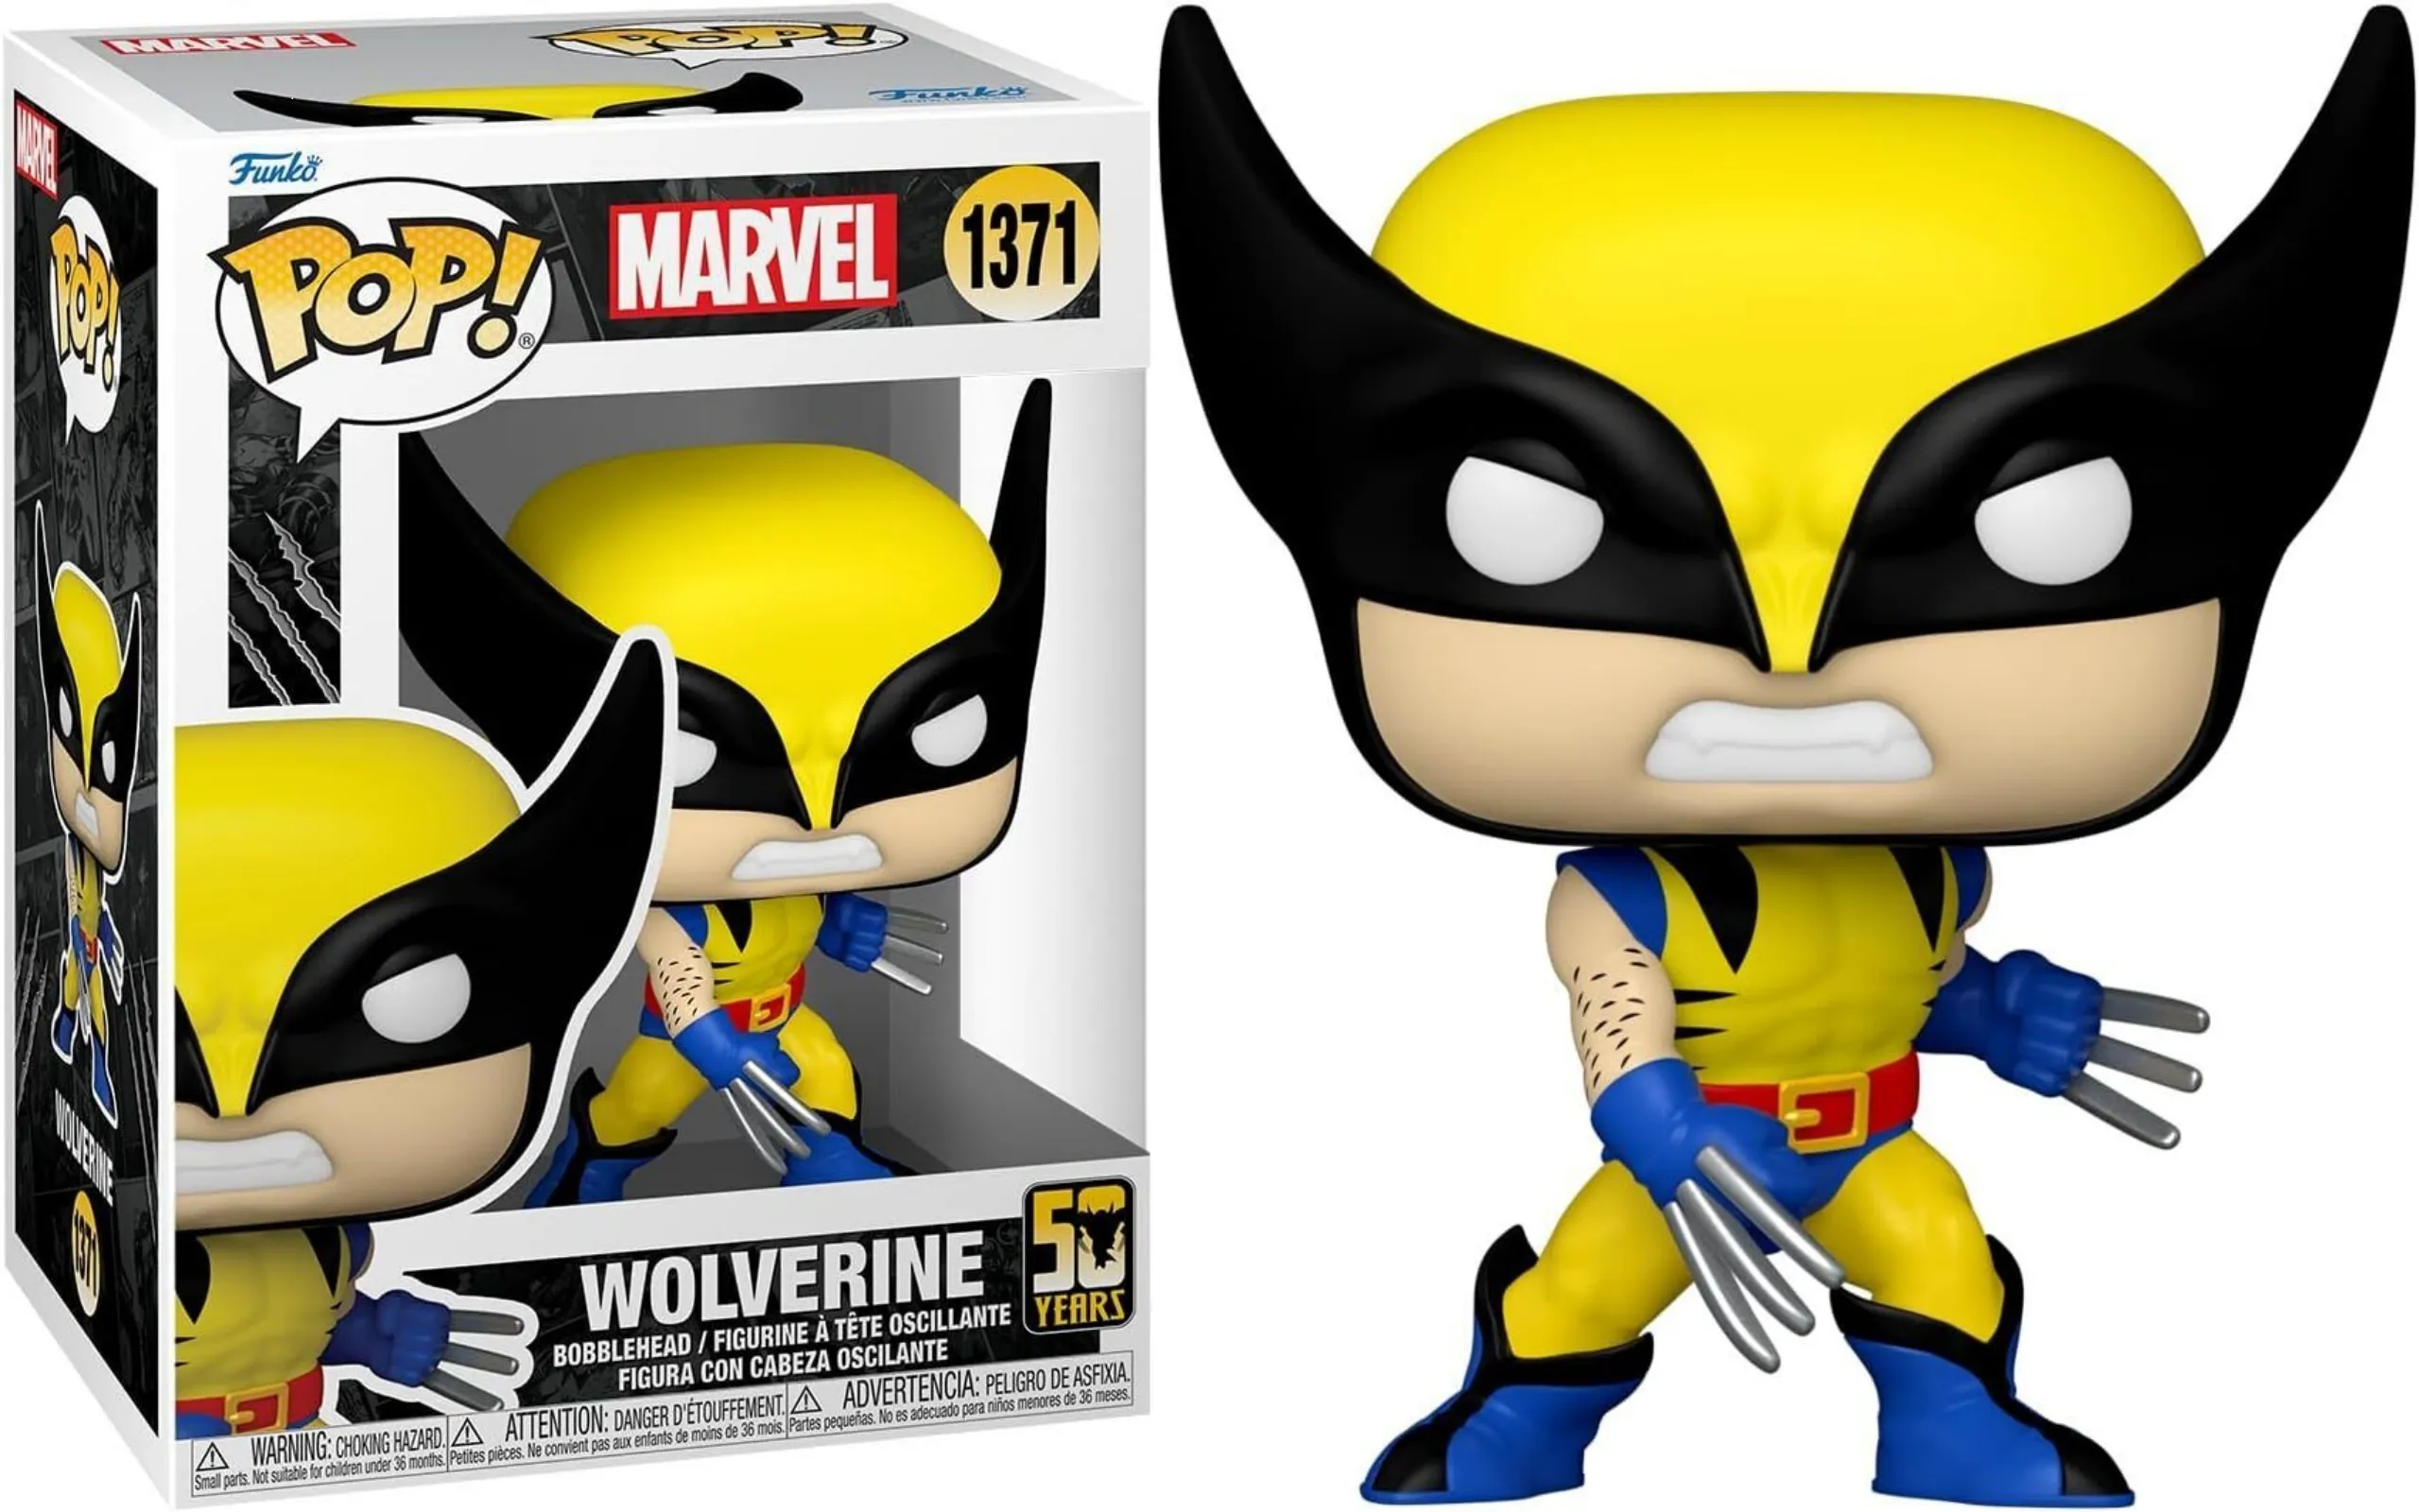 MARVEL
POP!
Funko
MARVEL
POP!
WOLVERINE
1371
Funko
POP!®
MARVEL
1371
WOLVERINE
BOBBLEHEAD / FIGURINE À TÊTE OSCILLANTE
FIGURA CON CABEZA OSCILANTE
50
YEARS
WARNING: CHOKING HAZARD.
Small parts. Not suitable for children under 36 months.
ATTENTION: DANGER D'ÉTOUFFEMENT.
Petites pièces. Ne convient pas aux enfants de moins de 36 mois.
ADVERTENCIA: PELIGRO DE ASFIXIA.
Partes pequeñas. No es adecuado para niños menores de 36 meses.